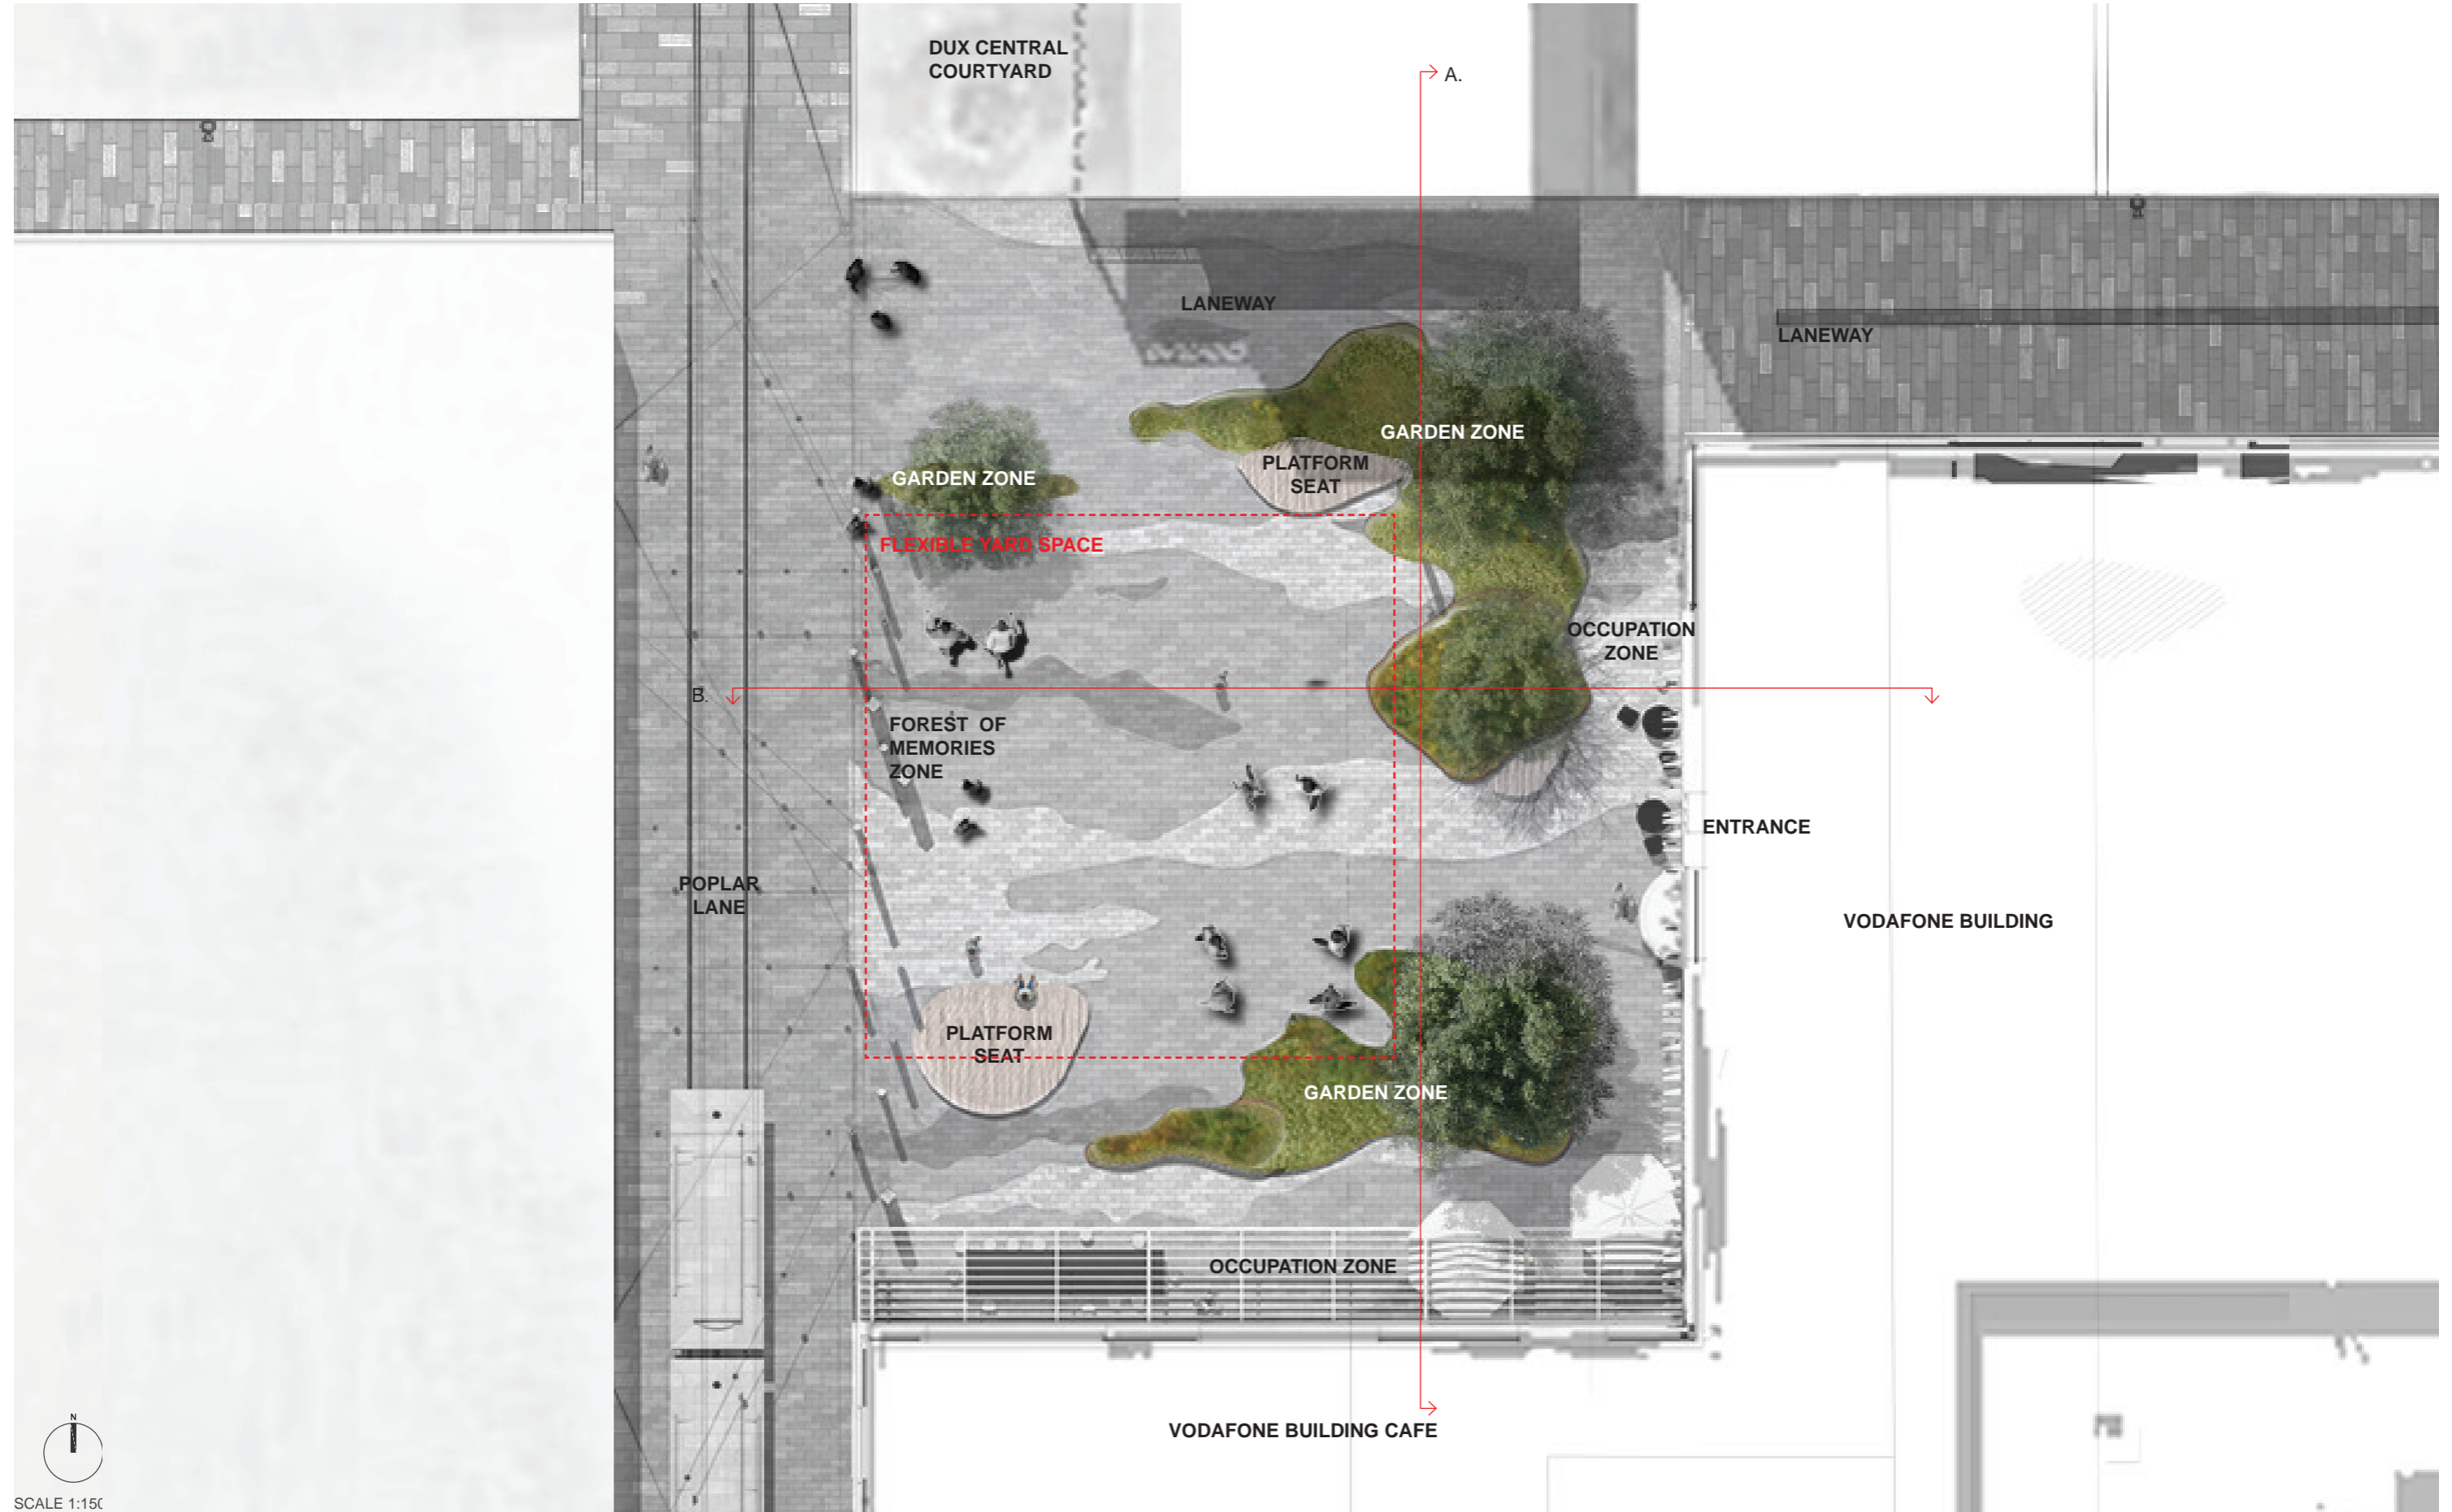 DUX CENTRAL
COURTYARD
A.
LANEWAY
LANEWAY
GARDEN ZONE
PLATFORM
SEAT
GARDEN ZONE
FLEXIBLE YARD SPACE
OCCUPATION
ZONE
B.
FOREST OF
MEMORIES
ZONE
ENTRANCE
POPLAR
LANE
VODAFONE BUILDING
PLATFORM
SEAT
GARDEN ZONE
OCCUPATION ZONE
VODAFONE BUILDING CAFE
N
SCALE 1:150